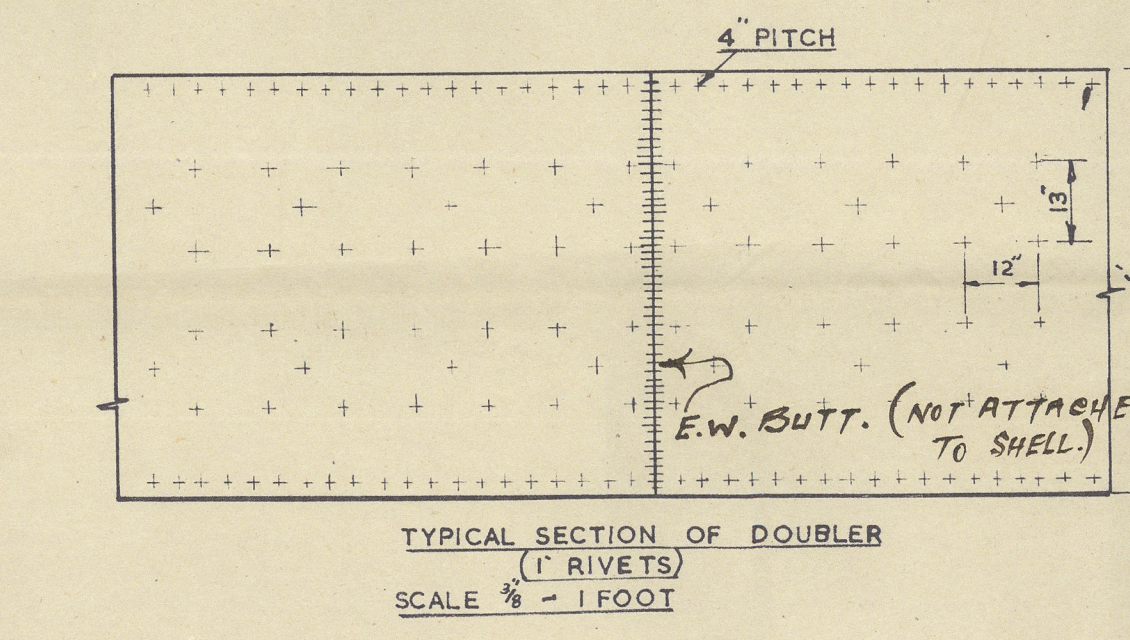 4" PITCH
13"
12"
E.W. BUTT. (NOT ATTACHE
TO SHELL.)
TYPICAL SECTION OF DOUBLER
(1" RIVETS)
SCALE 3/8" - 1 FOOT